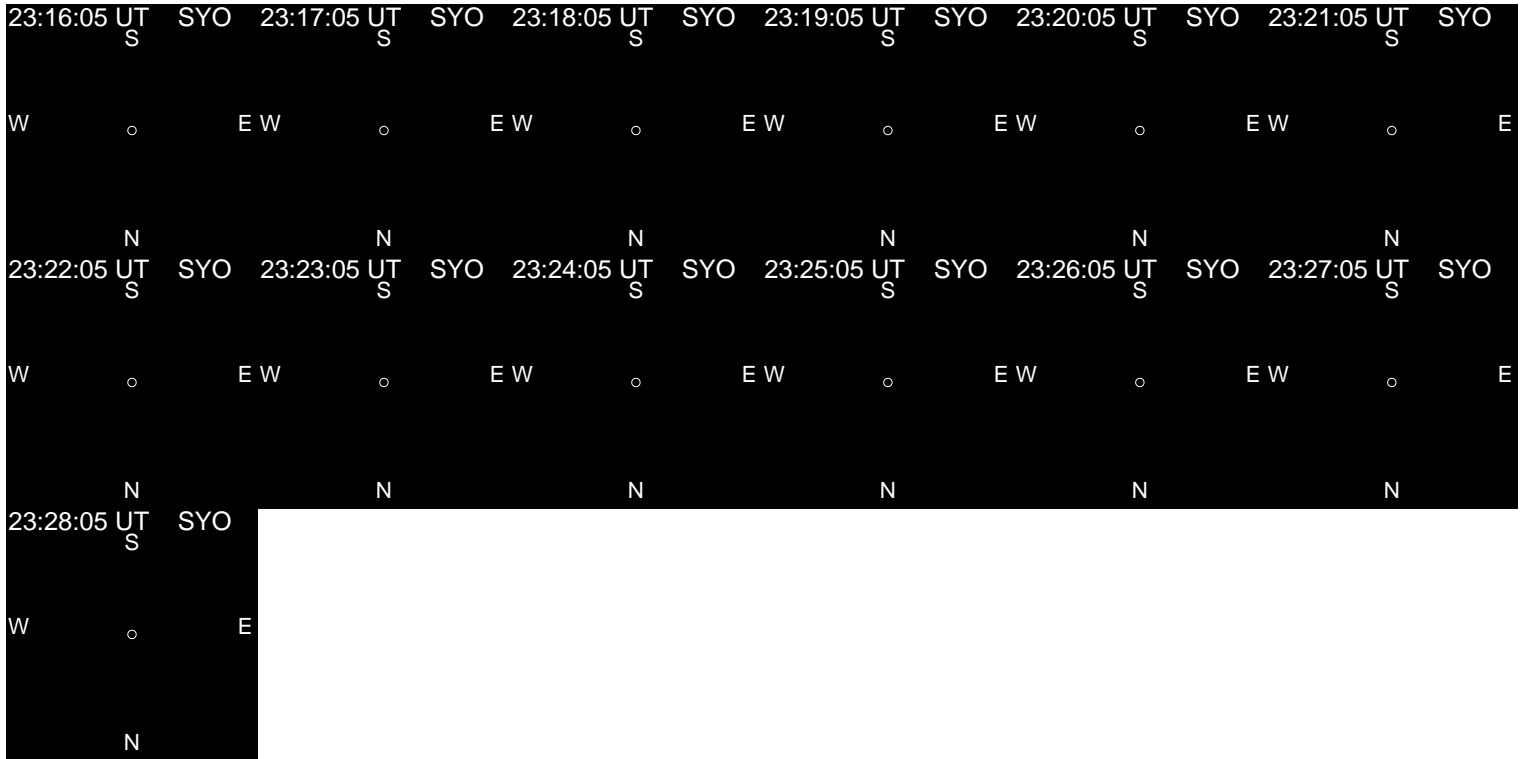 23:16:05 UT SYO 23:17:05 UT SYO 23:18:05 UT SYO 23:19:05 UT SYO 23:20:05 UT SYO 23:21:05 UT SYO
S S S S S S
W E W E W E W E W E W E
N N N N N N
23:22:05 UT SYO 23:23:05 UT SYO 23:24:05 UT SYO 23:25:05 UT SYO 23:26:05 UT SYO 23:27:05 UT SYO
S S S S S S
W E W E W E W E W E W E
N N N N N N
23:28:05 UT SYO
S
W E
N